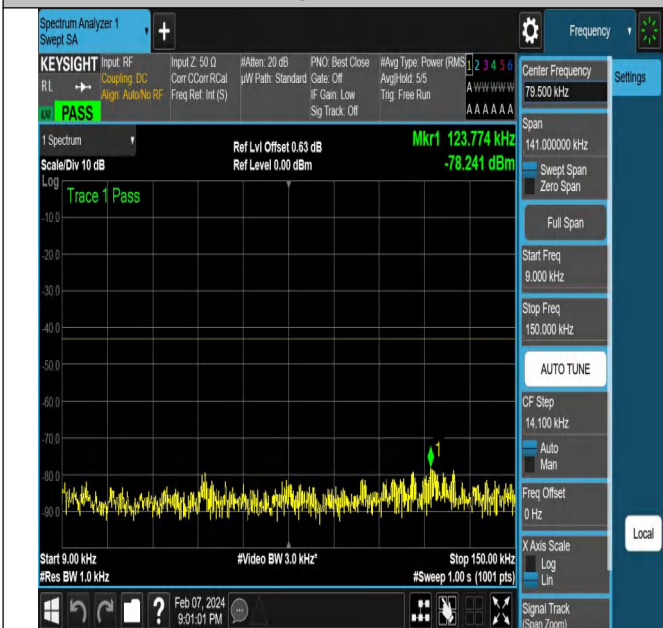 Spectrum Analyzer 1
Swept SA
+
Frequency
KEYSIGHT
RL
PASS
Input: RF
Coupling: DC
Align: Auto/No RF
Input Z: 50 Ω
Corr CCorr RCal
Freq Ref: Int (S)
#Atten: 20 dB
µW Path: Standard
PNO: Best Close
Gate: Off
IF Gain: Low
Sig Track: Off
#Avg Type: Power (RMS
Avg|Hold: 5/5
Trig: Free Run
1 2 3 4 5 6
A W W W W W
A A A A A A
1 Spectrum
Scale/Div 10 dB
Log
Ref Lvl Offset 0.63 dB
Ref Level 0.00 dBm
Mkr1 123.774 kHz
-78.241 dBm
Trace 1 Pass
-10.0
-20.0
-30.0
-40.0
-50.0
-60.0
-70.0
-80.0
-90.0
1
Start 9.00 kHz
#Res BW 1.0 kHz
#Video BW 3.0 kHz*
Stop 150.00 kHz
#Sweep 1.00 s (1001 pts)
Feb 07, 2024
9:01:01 PM
Center Frequency
79.500 kHz
Span
141.000000 kHz
Swept Span
Zero Span
Full Span
Start Freq
9.000 kHz
Stop Freq
150.000 kHz
AUTO TUNE
CF Step
14.100 kHz
Auto
Man
Freq Offset
0 Hz
X Axis Scale
Log
Lin
Signal Track
(Span Zoom)
Settings
Local